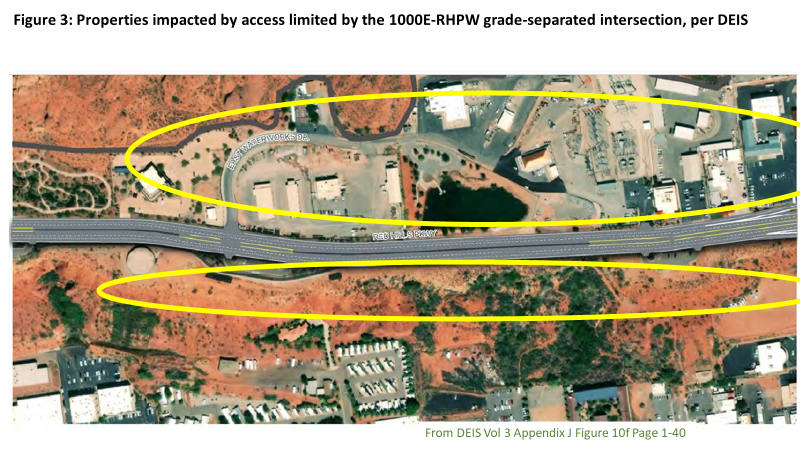 Figure 3: Properties impacted by access limited by the 1000E-RHPW grade-separated intersection, per DEIS
EAST WATERWORKS DR.
RED HILLS PKWY
From DEIS Vol 3 Appendix J Figure 10f Page 1-40